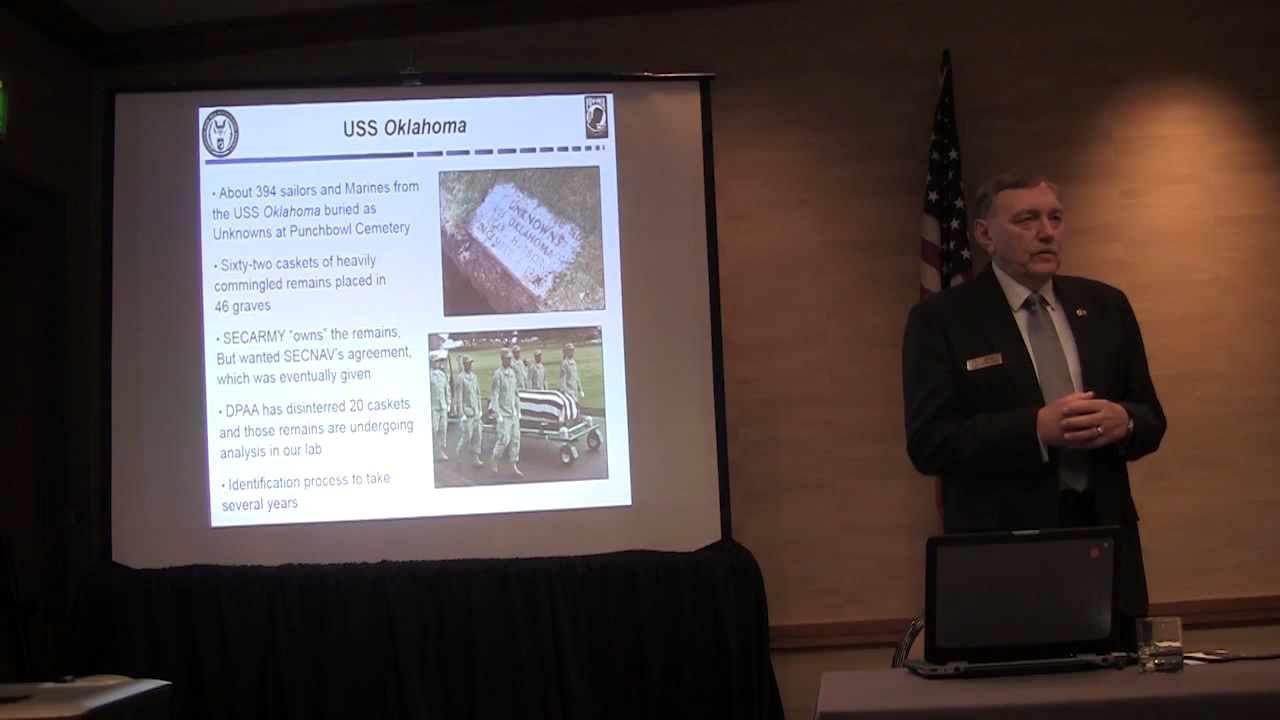 USS Oklahoma
• About 394 sailors and Marines from
the USS Oklahoma buried as
Unknowns at Punchbowl Cemetery
• Sixty-two caskets of heavily
commingled remains placed in
46 graves
• SECARMY “owns” the remains,
But wanted SECNAV’s agreement,
which was eventually given
• DPAA has disinterred 20 caskets
and those remains are undergoing
analysis in our lab
• Identification process to take
several years
UNKNOWNS
OKLAHOMA